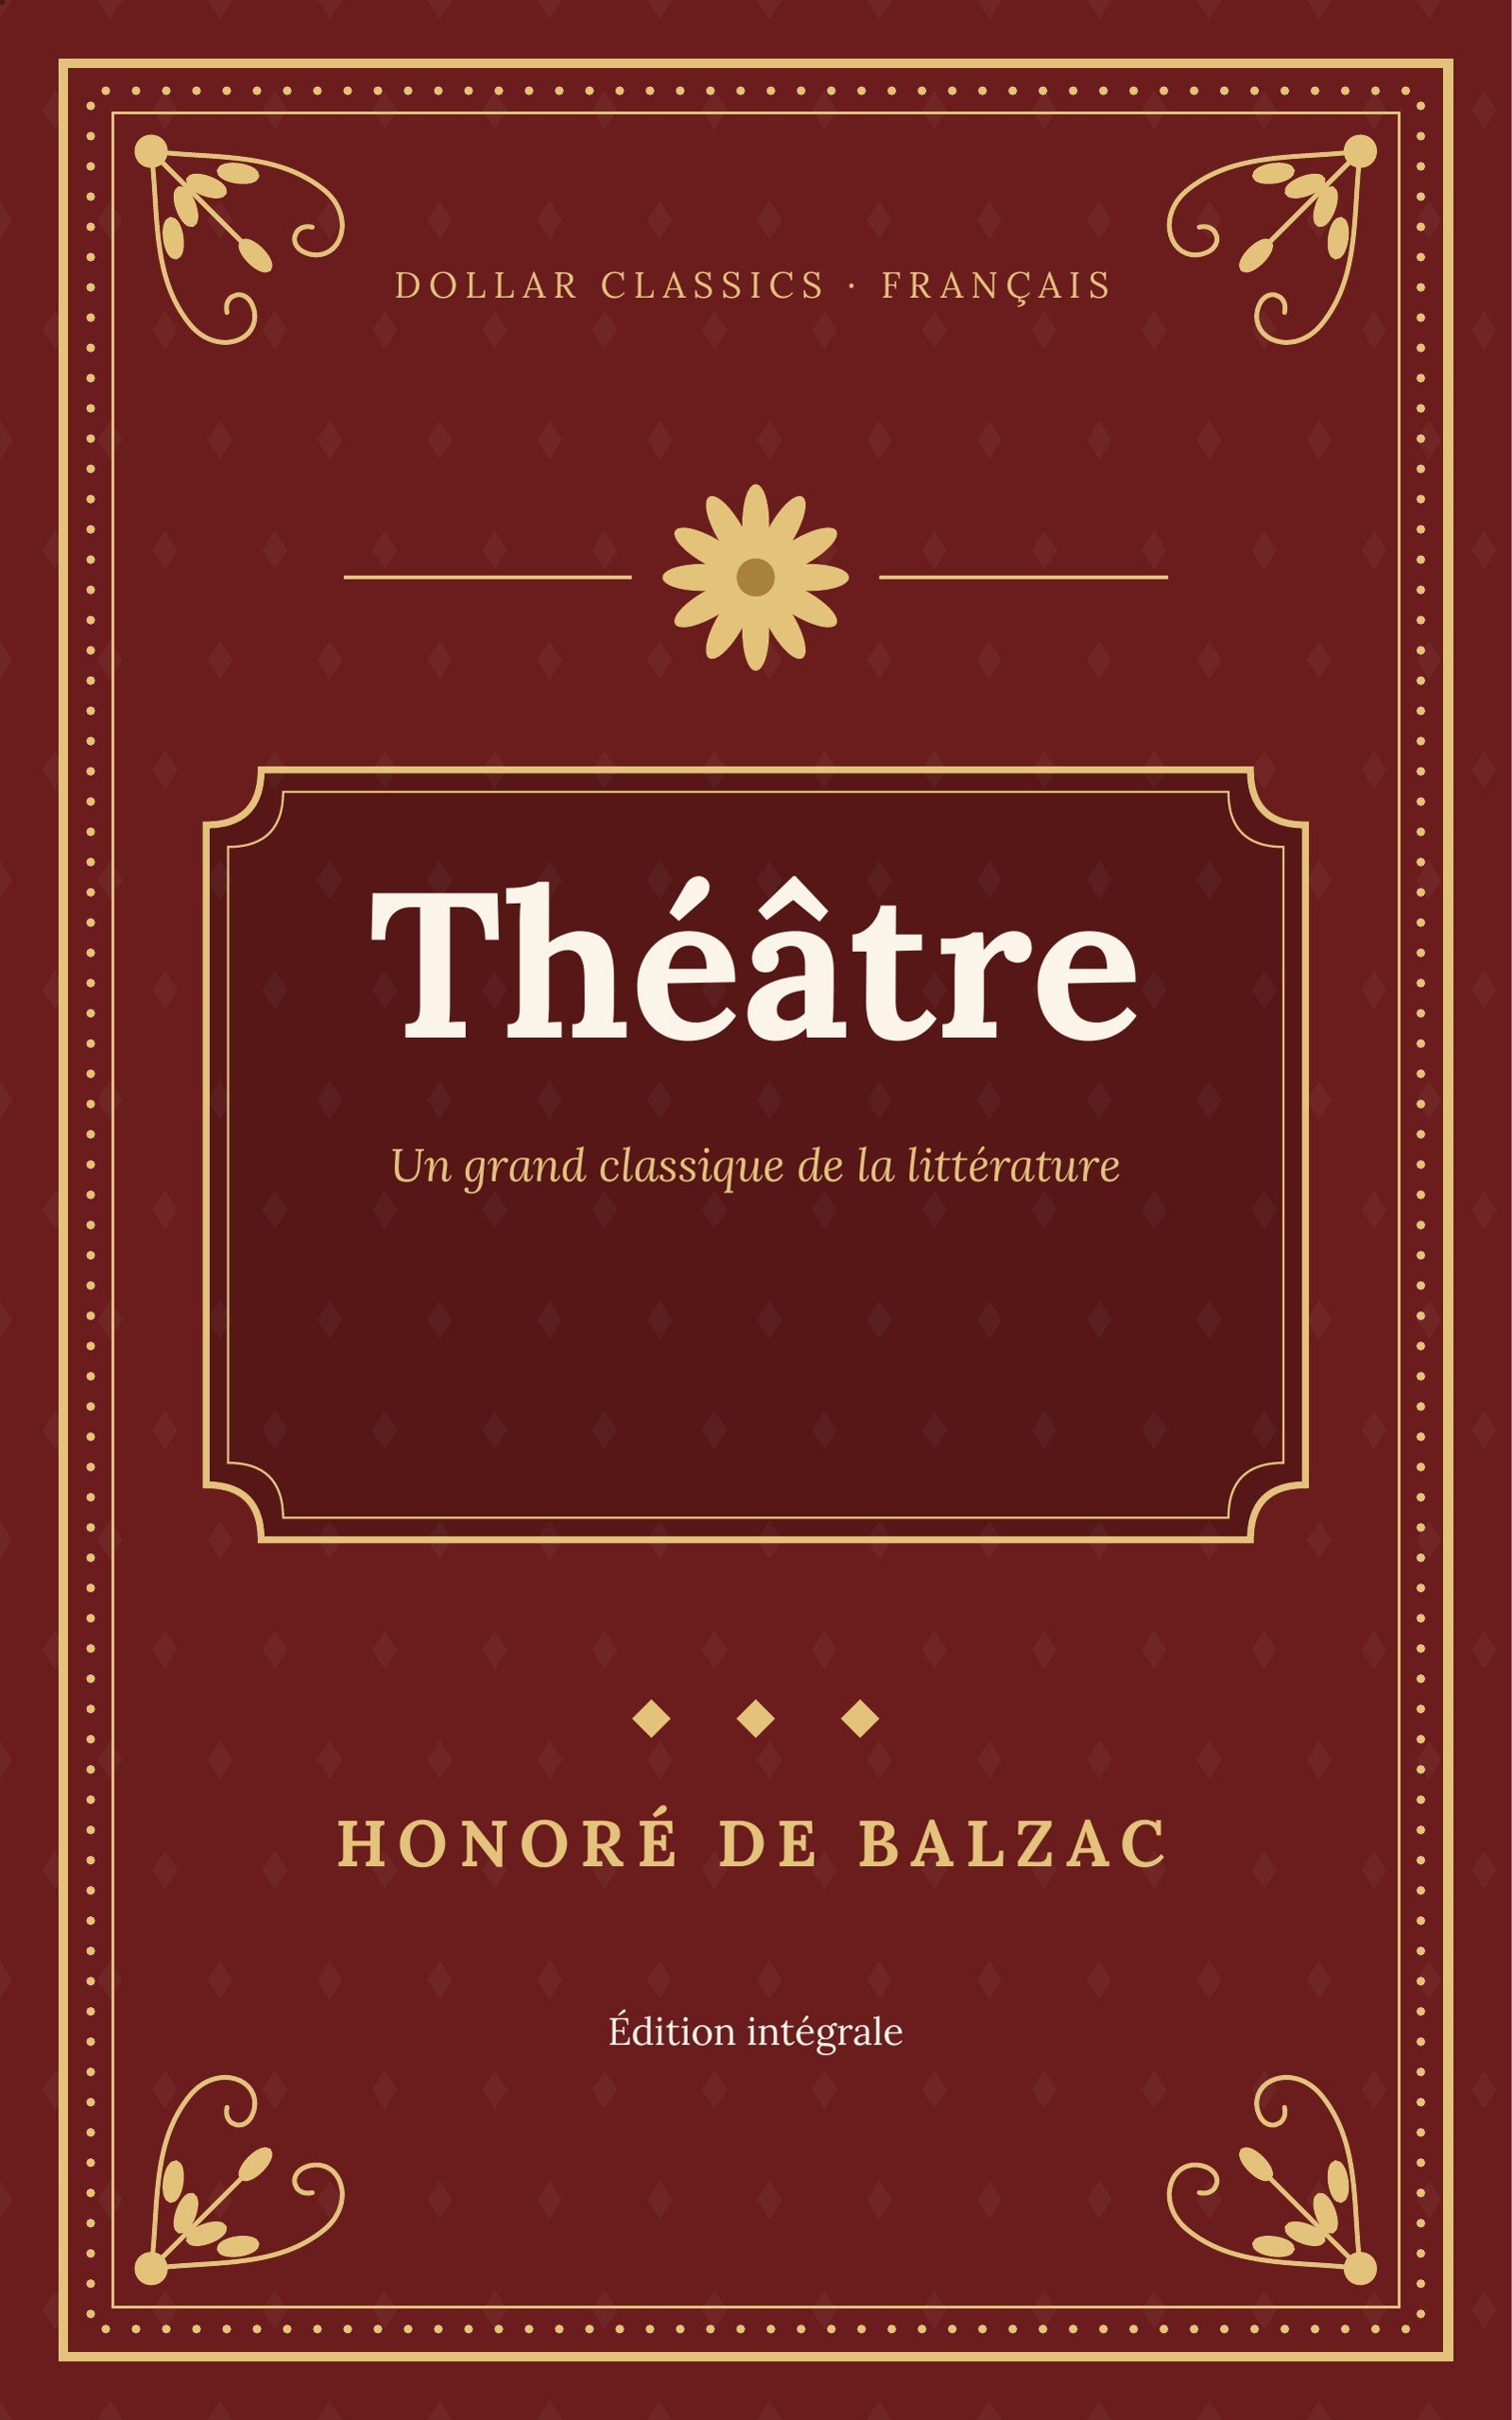 DOLLAR CLASSICS · FRANÇAIS
Théâtre
Un grand classique de la littérature
HONORÉ DE BALZAC
Édition intégrale